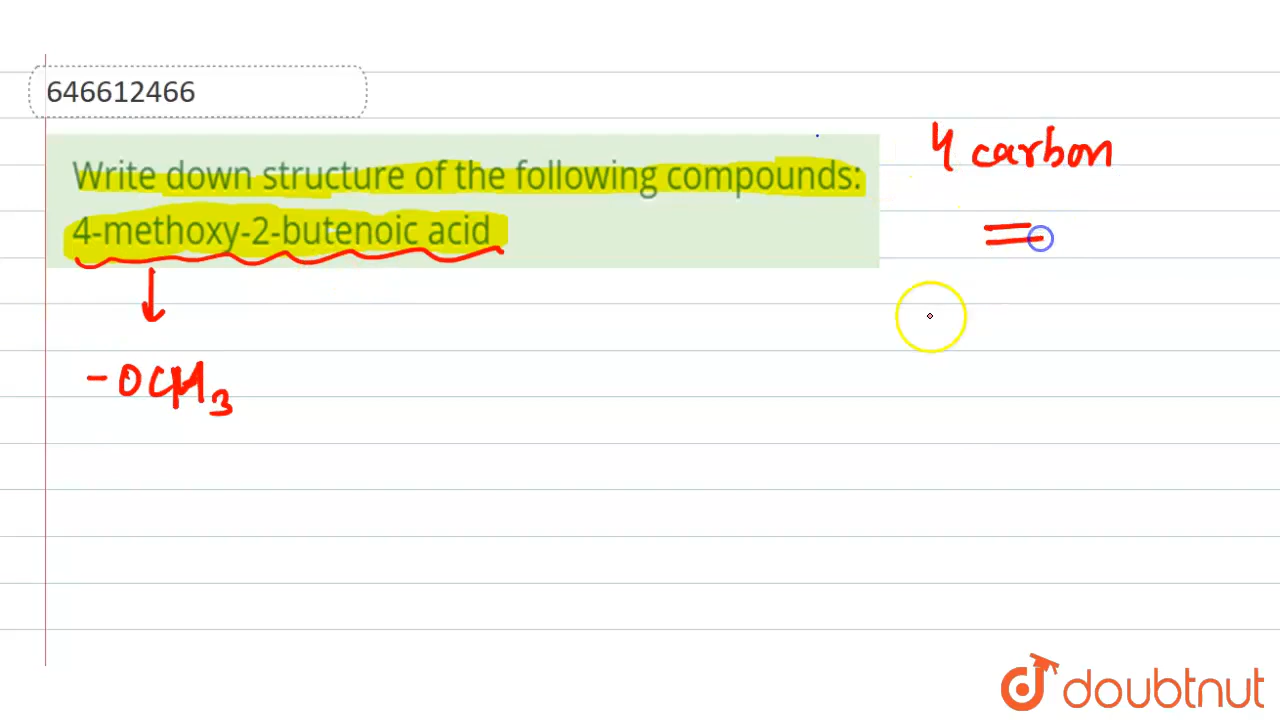 646612466
Write down structure of the following compounds:
4-methoxy-2-butenoic acid
4 carbon
=
-OCH3
doubtnut